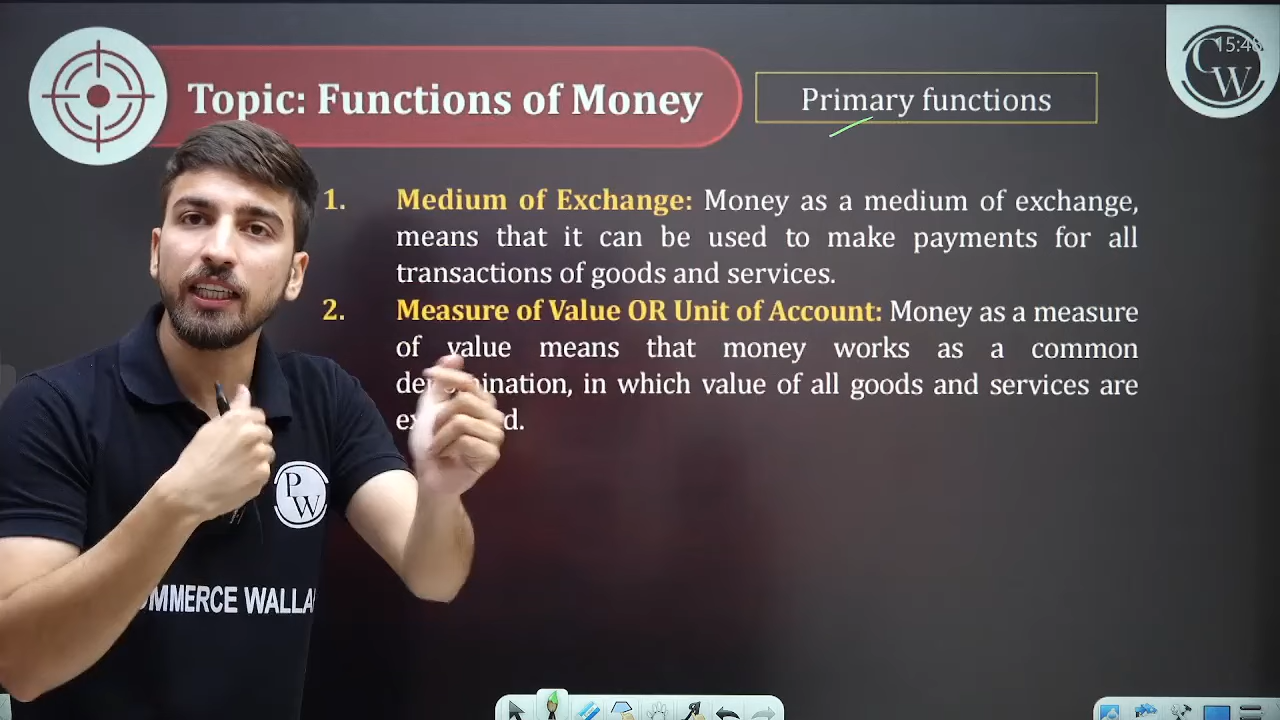 Topic: Functions of Money
Primary functions
15:46
CW
1. Medium of Exchange: Money as a medium of exchange,
means that it can be used to make payments for all
transactions of goods and services.
2. Measure of Value OR Unit of Account: Money as a measure
of value means that money works as a common
in which value of all goods and services are
PW
WALLA